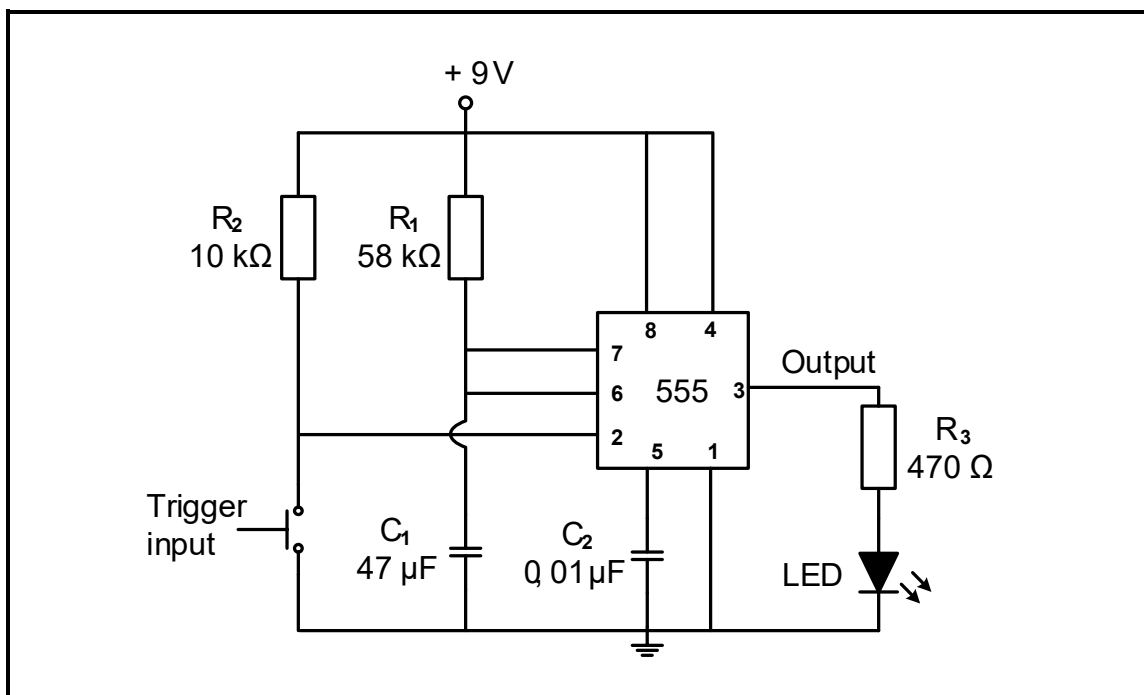 + 9V
R2
10 kΩ
R1
58 kΩ
8
4
7
6
555
3
2
5
1
Output
R3
470 Ω
Trigger
input
C1
47 µF
C2
0,01µF
LED